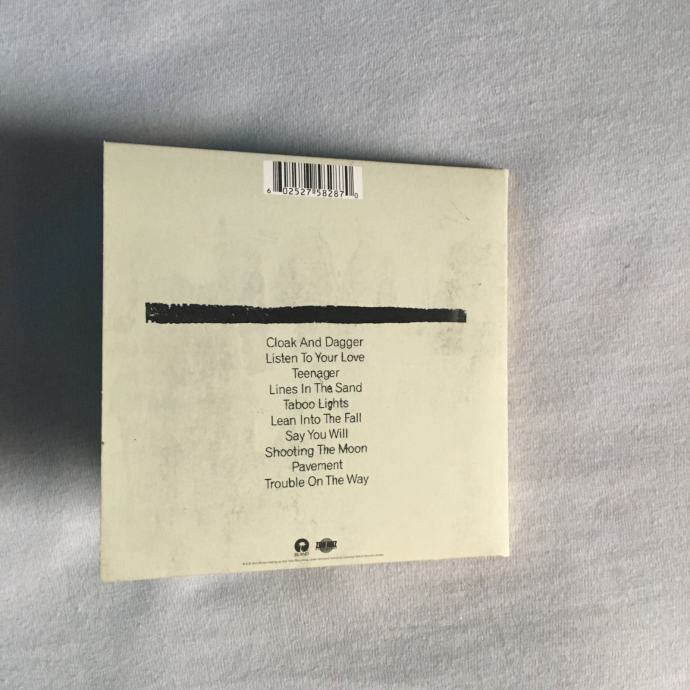 6 02527 58287 0
Cloak And Dagger
Listen To Your Love
Teenager
Lines In The Sand
Taboo Lights
Lean Into The Fall
Say You Will
Shooting The Moon
Pavement
Trouble On The Way
ISLAND